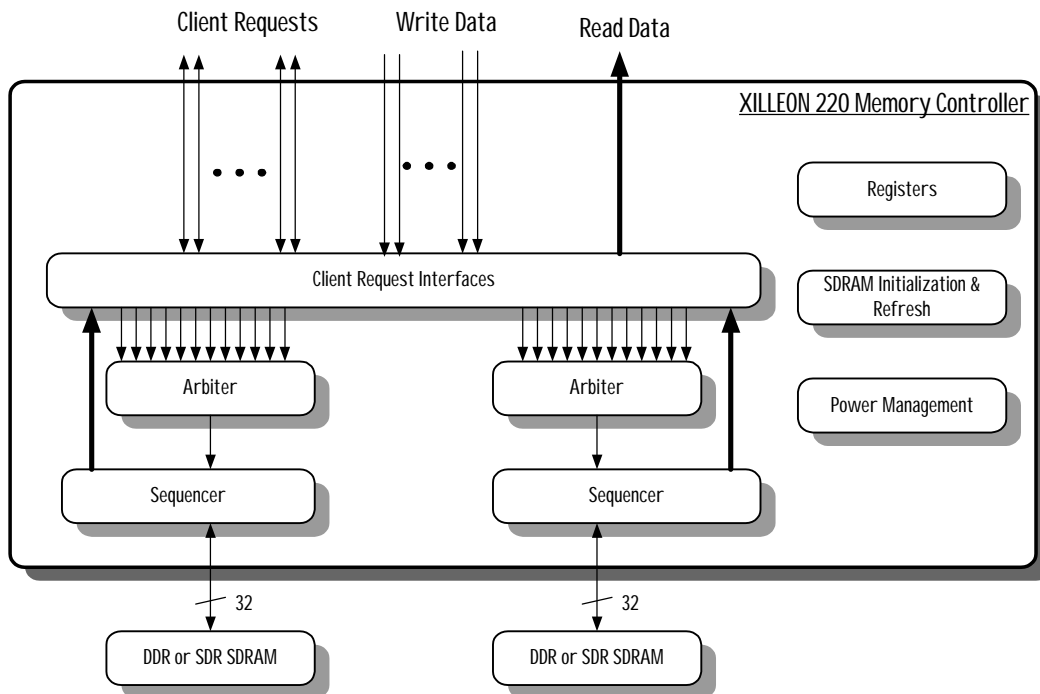 Client Requests
Write Data
Read Data
XILLEON 220 Memory Controller
Registers
Client Request Interfaces
SDRAM Initialization &
Refresh
Arbiter
Arbiter
Power Management
Sequencer
Sequencer
32
32
DDR or SDR SDRAM
DDR or SDR SDRAM